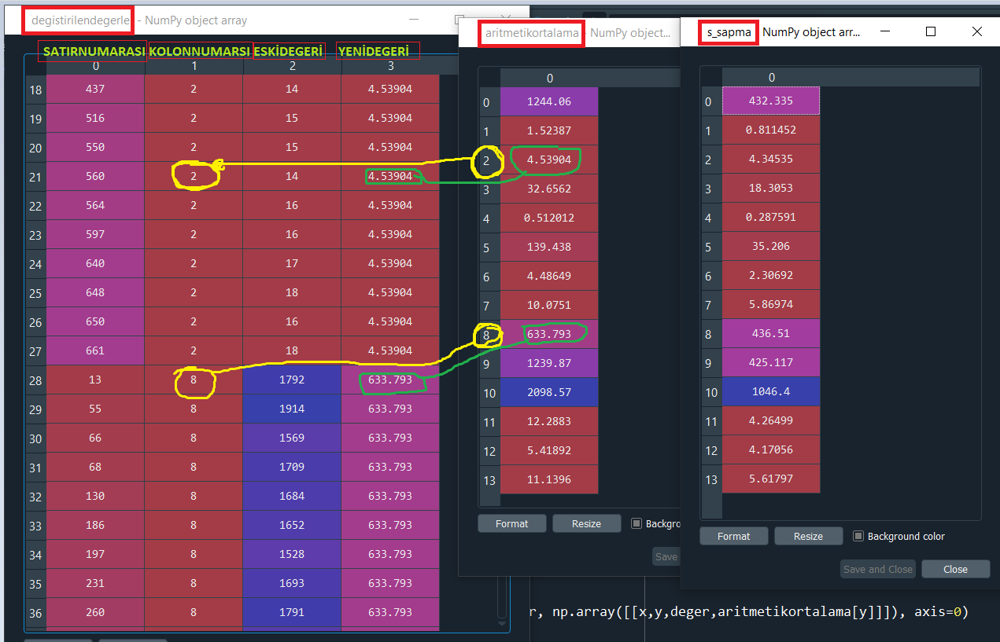 degistirilendegerle - NumPy object array
SATIRNUMARASI KOLONNUMARSI ESKİDEGERİ YENİDEGERİ
0 1 2 3
18 437 2 14 4.53904
19 516 2 15 4.53904
20 550 2 15 4.53904
21 560 2 14 4.53904
22 564 2 16 4.53904
23 597 2 16 4.53904
24 640 2 17 4.53904
25 648 2 18 4.53904
26 650 2 16 4.53904
27 661 2 18 4.53904
28 13 8 1792 633.793
29 55 8 1914 633.793
30 66 8 1569 633.793
31 68 8 1709 633.793
32 130 8 1684 633.793
33 186 8 1652 633.793
34 197 8 1528 633.793
35 231 8 1693 633.793
36 260 8 1791 633.793
aritmetikortalama - NumPy object...
0
0 1244.06
1 1.52387
2 4.53904
3 32.6562
4 0.512012
5 139.438
6 4.48649
7 10.0751
8 633.793
9 1239.87
10 2098.57
11 12.2883
12 5.41892
13 11.1396
Format Resize Backgro
Save
s_sapma NumPy object arr...
0
0 432.335
1 0.811452
2 4.34535
3 18.3053
4 0.287591
5 35.206
6 2.30692
7 5.86974
8 436.51
9 425.117
10 1046.4
11 4.26499
12 4.17056
13 5.61797
Format Resize Background color
Save and Close Close
r, np.array([[x,y,deger,aritmetikortalama[y]]]), axis=0)